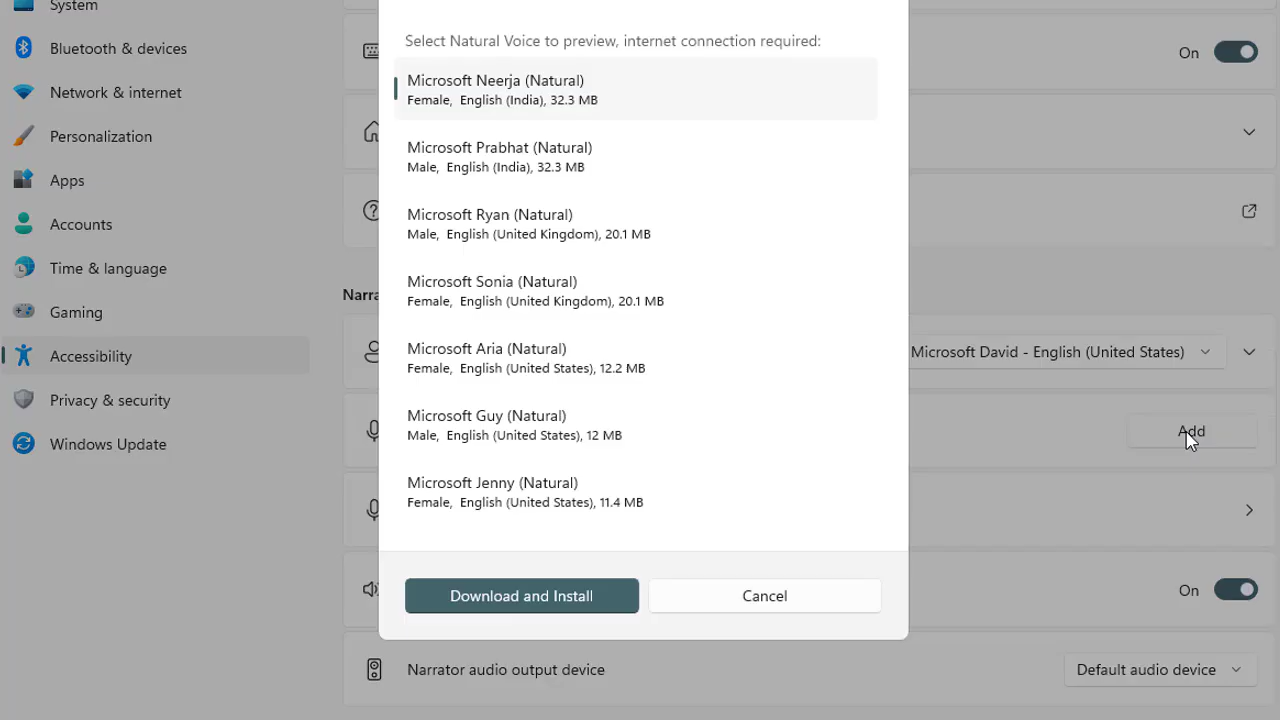 System
Bluetooth & devices
Network & internet
Personalization
Apps
Accounts
Time & language
Gaming
Accessibility
Privacy & security
Windows Update
Select Natural Voice to preview, internet connection required:
Microsoft Neerja (Natural)
Female, English (India), 32.3 MB
Microsoft Prabhat (Natural)
Male, English (India), 32.3 MB
Microsoft Ryan (Natural)
Male, English (United Kingdom), 20.1 MB
Microsoft Sonia (Natural)
Female, English (United Kingdom), 20.1 MB
Microsoft Aria (Natural)
Female, English (United States), 12.2 MB
Microsoft Guy (Natural)
Male, English (United States), 12 MB
Microsoft Jenny (Natural)
Female, English (United States), 11.4 MB
Download and Install
Cancel
On
Narra
Microsoft David - English (United States)
Add
On
Narrator audio output device
Default audio device